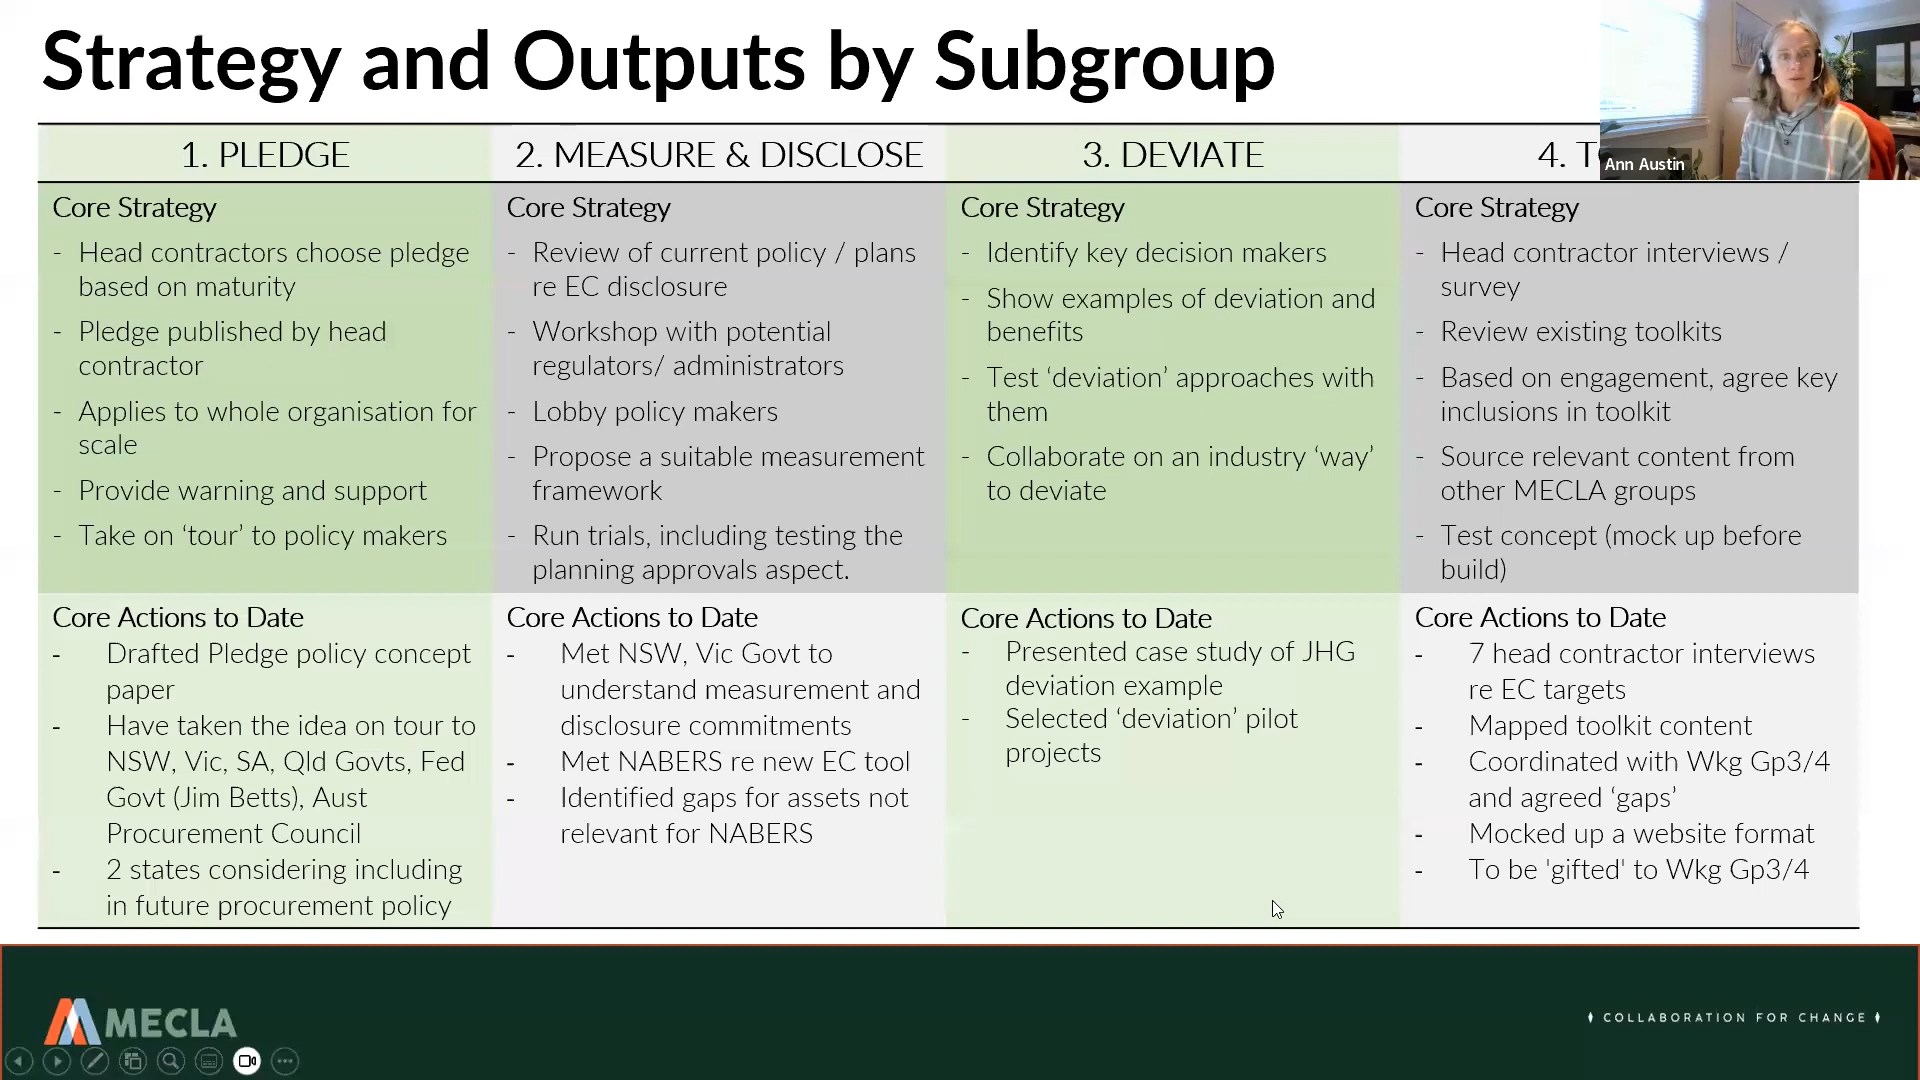 Strategy and Outputs by Subgroup
Ann Austin
1. PLEDGE
Core Strategy
- Head contractors choose pledge
based on maturity
- Pledge published by head
contractor
- Applies to whole organisation for
scale
- Provide warning and support
- Take on ‘tour’ to policy makers
Core Actions to Date
- Drafted Pledge policy concept
paper
- Have taken the idea on tour to
NSW, Vic, SA, Qld Govts, Fed
Govt (Jim Betts), Aust
Procurement Council
- 2 states considering including
in future procurement policy
2. MEASURE & DISCLOSE
Core Strategy
- Review of current policy / plans
re EC disclosure
- Workshop with potential
regulators/ administrators
- Lobby policy makers
- Propose a suitable measurement
framework
- Run trials, including testing the
planning approvals aspect.
Core Actions to Date
- Met NSW, Vic Govt to
understand measurement and
disclosure commitments
- Met NABERS re new EC tool
- Identified gaps for assets not
relevant for NABERS
3. DEVIATE
Core Strategy
- Identify key decision makers
- Show examples of deviation and
benefits
- Test ‘deviation’ approaches with
them
- Collaborate on an industry ‘way’
to deviate
Core Actions to Date
- Presented case study of JHG
deviation example
- Selected ‘deviation’ pilot
projects
4.
Core Strategy
- Head contractor interviews /
survey
- Review existing toolkits
- Based on engagement, agree key
inclusions in toolkit
- Source relevant content from
other MECLA groups
- Test concept (mock up before
build)
Core Actions to Date
- 7 head contractor interviews
re EC targets
- Mapped toolkit content
- Coordinated with Wkg Gp3/4
and agreed ‘gaps’
- Mocked up a website format
- To be 'gifted' to Wkg Gp3/4
MECLA
COLLABORATION FOR CHANGE